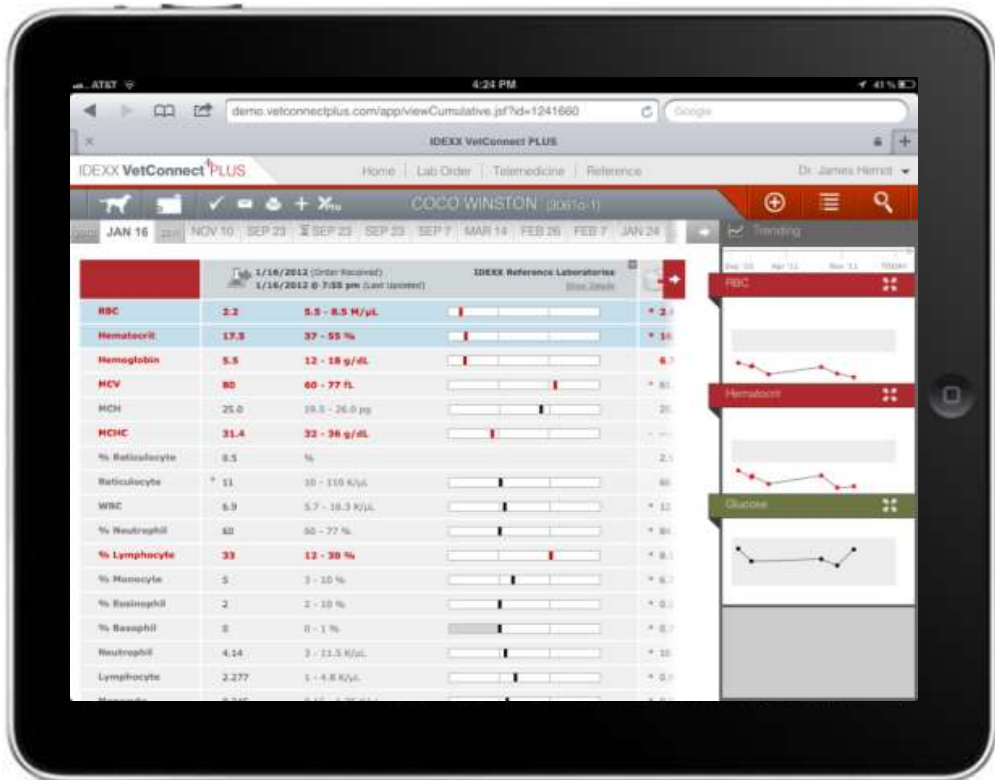 AT&T 4:24 PM 41%
demo.vetconnectplus.com/app/viewCumulative.jsf?id=1241660 Google
IDEXX VetConnect PLUS
IDEXX VetConnect PLUS Home Lab Order Telemedicine Reference Dr. James
COCO WINSTON
JAN 16 NOV 10 SEP 23 SEP 23 SEP 23 SEP 7 MAR 14 FEB 26 FEB 7 JAN 24 Trending
1/16/2012 (Order Received) IDEXX Reference Laboratories
1/16/2012 @ 7:55 pm (Last Updated) Show Details
Sep '10 Apr '11 Nov '11 TODAY
RBC
RBC 2.2 5.5 - 8.5 M/µL
Hematocrit 17.5 37 - 55 %
Hemoglobin 5.5 12 - 18 g/dL
MCV 80 60 - 77 fL
Hematocrit
MCH 25.0 19.5 - 26.0 pg
MCHC 31.4 32 - 36 g/dL
% Reticulocyte 8.5 %
Reticulocyte * 11 10 - 110 K/µL
WBC 6.9 5.7 - 16.3 K/µL
Glucose
% Neutrophil 60 60 - 77 %
% Lymphocyte 33 12 - 30 %
% Monocyte 5 3 - 10 %
% Eosinophil 2 2 - 10 %
% Basophil 0 0 - 1 %
Neutrophil 4.14 3 - 11.5 K/µL
Lymphocyte 2.277 1 - 4.8 K/µL